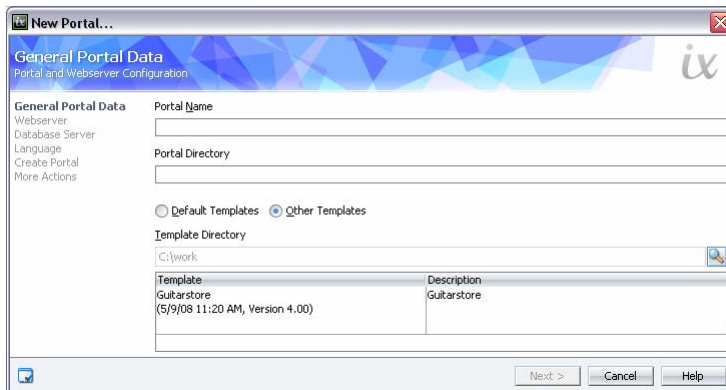 New Portal...
General Portal Data
Portal and Webserver Configuration
ix
General Portal Data
Webserver
Database Server
Language
Create Portal
More Actions
Portal Name
Portal Directory
Default Templates
Other Templates
Template Directory
C:\work
Template
Description
Guitarstore
(5/9/08 11:20 AM, Version 4.00)
Guitarstore
Next >
Cancel
Help